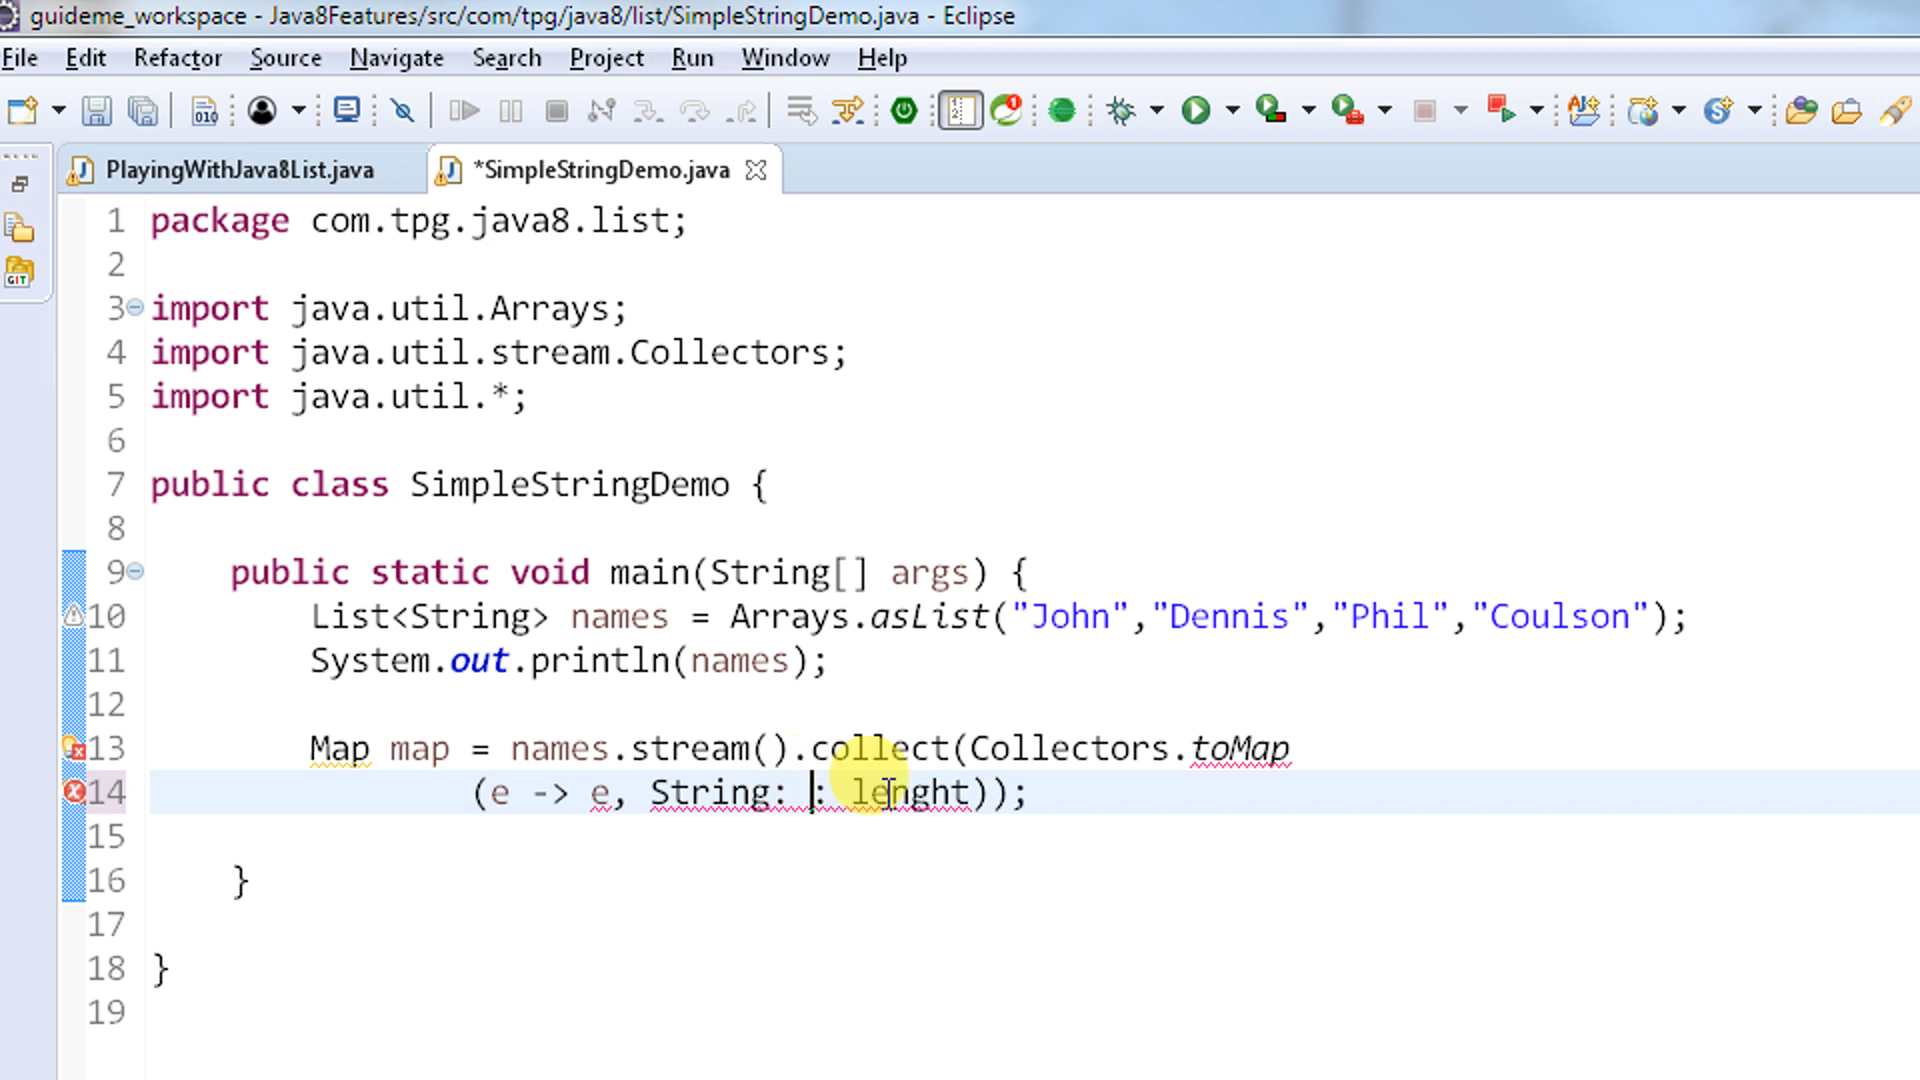 guideme_workspace - Java8Features/src/com/tpg/java8/list/SimpleStringDemo.java - Eclipse
File Edit Refactor Source Navigate Search Project Run Window Help
010
PlayingWithJava8List.java *SimpleStringDemo.java
1 package com.tpg.java8.list;
2
3 import java.util.Arrays;
4 import java.util.stream.Collectors;
5 import java.util.*;
6
7 public class SimpleStringDemo {
8
9 public static void main(String[] args) {
10 List<String> names = Arrays.asList("John","Dennis","Phil","Coulson");
11 System.out.println(names);
12
13 Map map = names.stream().collect(Collectors.toMap
14 (e -> e, String: : lenght));
15
16 }
17
18 }
19
GIT